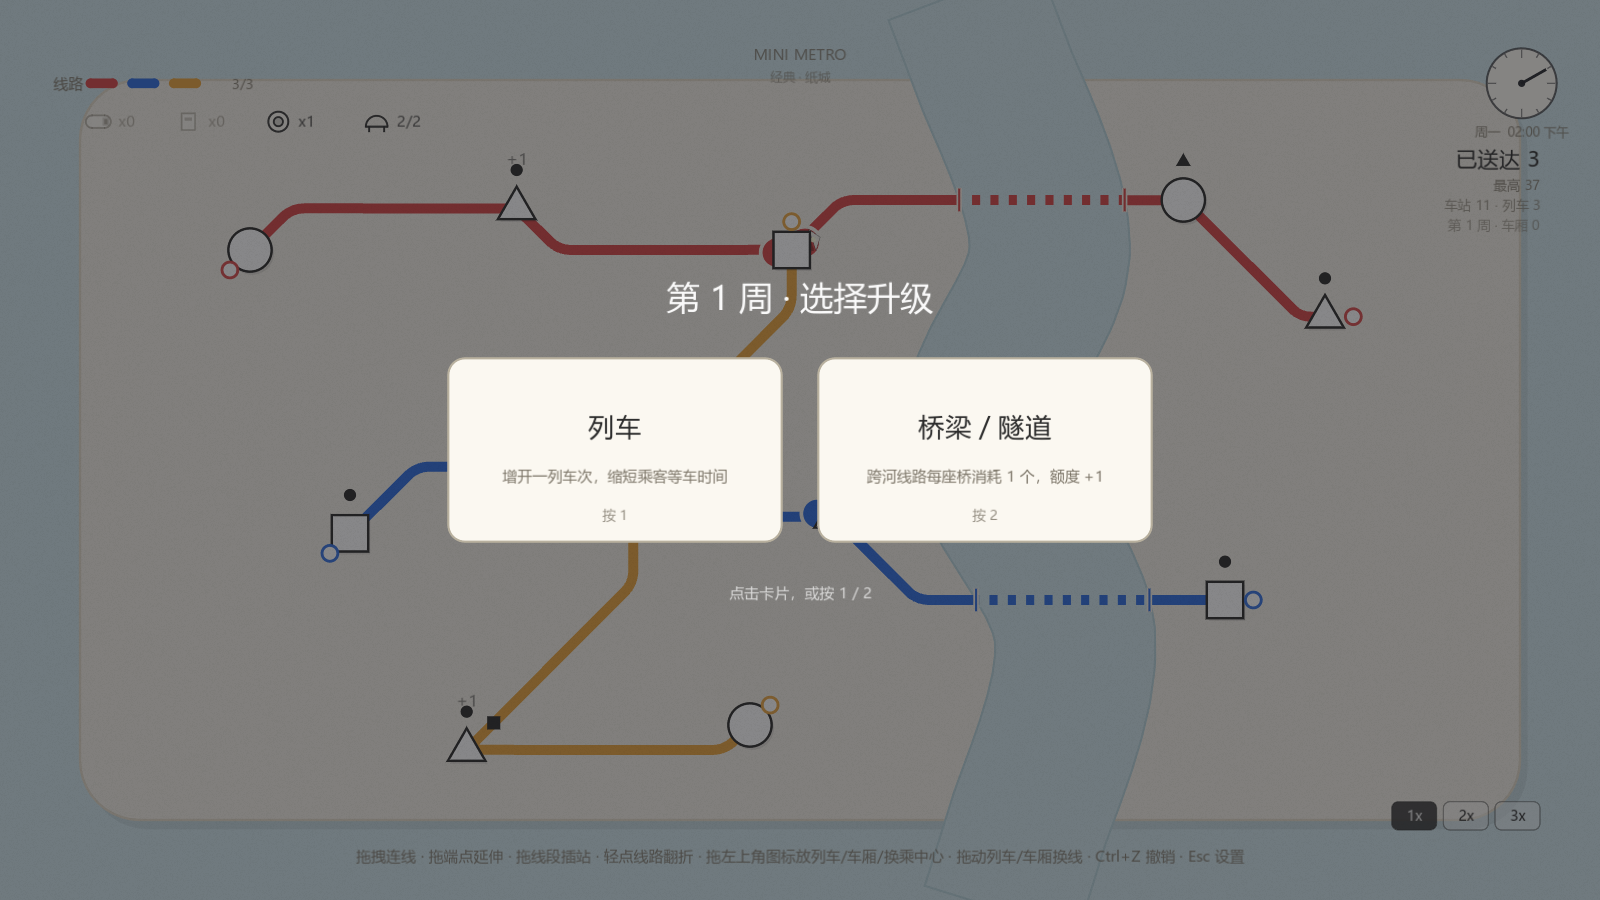 MINI METRO
经典 · 纸城
线路
3/3
x0
x0
x1
2/2
周一 02:00 下午
已送达 3
最高 37
车站 11 · 列车 3
第 1 周 · 车厢 0
+1
第 1 周 · 选择升级
列车
增开一列车次，缩短乘客等车时间
按 1
桥梁 / 隧道
跨河线路每座桥消耗 1 个，额度 +1
按 2
点击卡片，或按 1 / 2
+1
1x
2x
3x
拖拽连线 · 拖端点延伸 · 拖线段插站 · 轻点线路翻折 · 拖左上角图标放列车/车厢/换乘中心 · 拖动列车/车厢换线 · Ctrl+Z 撤销 · Esc 设置